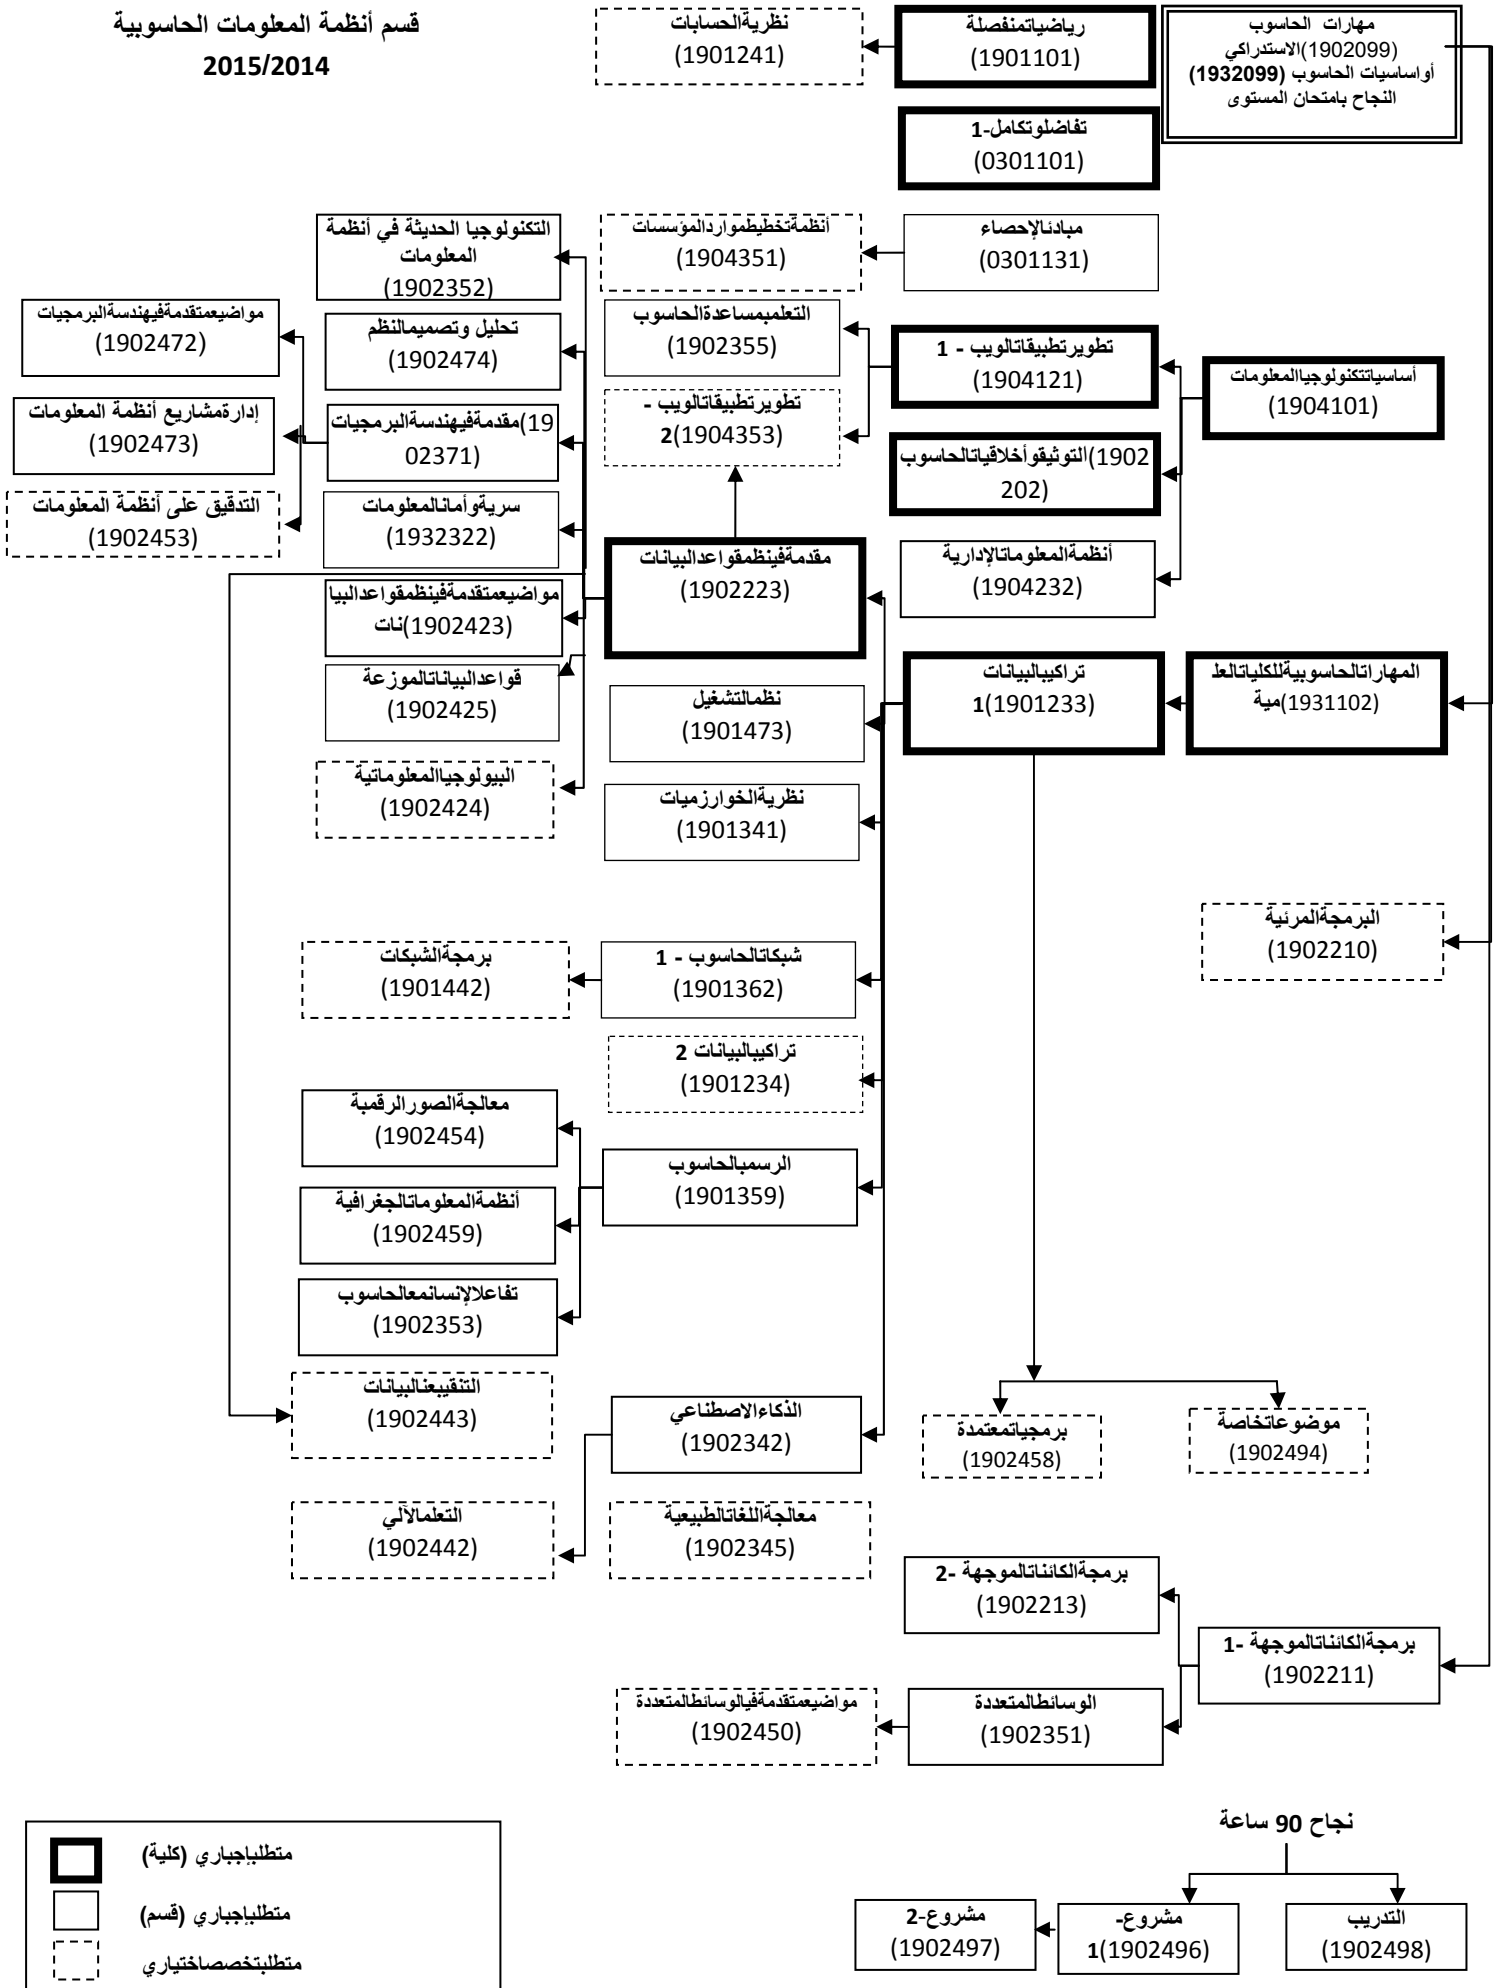 قسم أنظمة المعلومات الحاسوبية
2015/2014
مهارات الحاسوب
(1902099)الاستدراكي
أواساسيات الحاسوب (1932099)
النجاح بامتحان المستوى
رياضياتمنفصلة
(1901101)
نظريةالحسابات
(1901241)
تفاضلوتكامل-1
(0301101)
مبادئالإحصاء
(0301131)
أنظمةتخطيطمواردالمؤسسات
(1904351)
التكنولوجيا الحديثة في أنظمة
المعلومات
(1902352)
تطويرتطبيقاتالويب - 1
(1904121)
التعلمبمساعدةالحاسوب
(1902355)
تحليل وتصميمالنظم
(1902474)
مواضيعمتقدمةفيهندسةالبرمجيات
(1902472)
أساسياتتكنولوجياالمعلومات
(1904101)
تطويرتطبيقاتالويب -
2(1904353)
مقدمةفيهندسةالبرمجيات(19
02371)
إدارةمشاريع أنظمة المعلومات
(1902473)
التوثيقوأخلاقياتالحاسوب(1902
202)
سريةوأمانالمعلومات
(1932322)
التدقيق على أنظمة المعلومات
(1902453)
أنظمةالمعلوماتالإدارية
(1904232)
مقدمةفينظمقواعدالبيانات
(1902223)
مواضيعمتقدمةفينظمقواعدالبيا
نات(1902423)
المهاراتالحاسوبيةللكلياتالعل
مية(1931102)
تراكيبالبيانات
1(1901233)
قواعدالبياناتالموزعة
(1902425)
نظمالتشغيل
(1901473)
البيولوجياالمعلوماتية
(1902424)
نظريةالخوارزميات
(1901341)
البرمجةالمرئية
(1902210)
شبكاتالحاسوب - 1
(1901362)
برمجةالشبكات
(1901442)
تراكيبالبيانات 2
(1901234)
معالجةالصورالرقمبة
(1902454)
الرسمبالحاسوب
(1901359)
أنظمةالمعلوماتالجغرافية
(1902459)
تفاعلالإنسانمعالحاسوب
(1902353)
التنقيبعنالبيانات
(1902443)
الذكاءالاصطناعي
(1902342)
برمجياتمعتمدة
(1902458)
موضوعاتخاصة
(1902494)
معالجةاللغاتالطبيعية
(1902345)
التعلمالآلي
(1902442)
برمجةالكائناتالموجهة -2
(1902213)
برمجةالكائناتالموجهة -1
(1902211)
الوسائطالمتعددة
(1902351)
مواضيعمتقدمةفيالوسائطالمتعددة
(1902450)
نجاح 90 ساعة
التدريب
(1902498)
مشروع-
1(1902496)
مشروع-2
(1902497)
متطلبإجباري (كلية)
متطلبإجباري (قسم)
متطلبتخصصاختياري